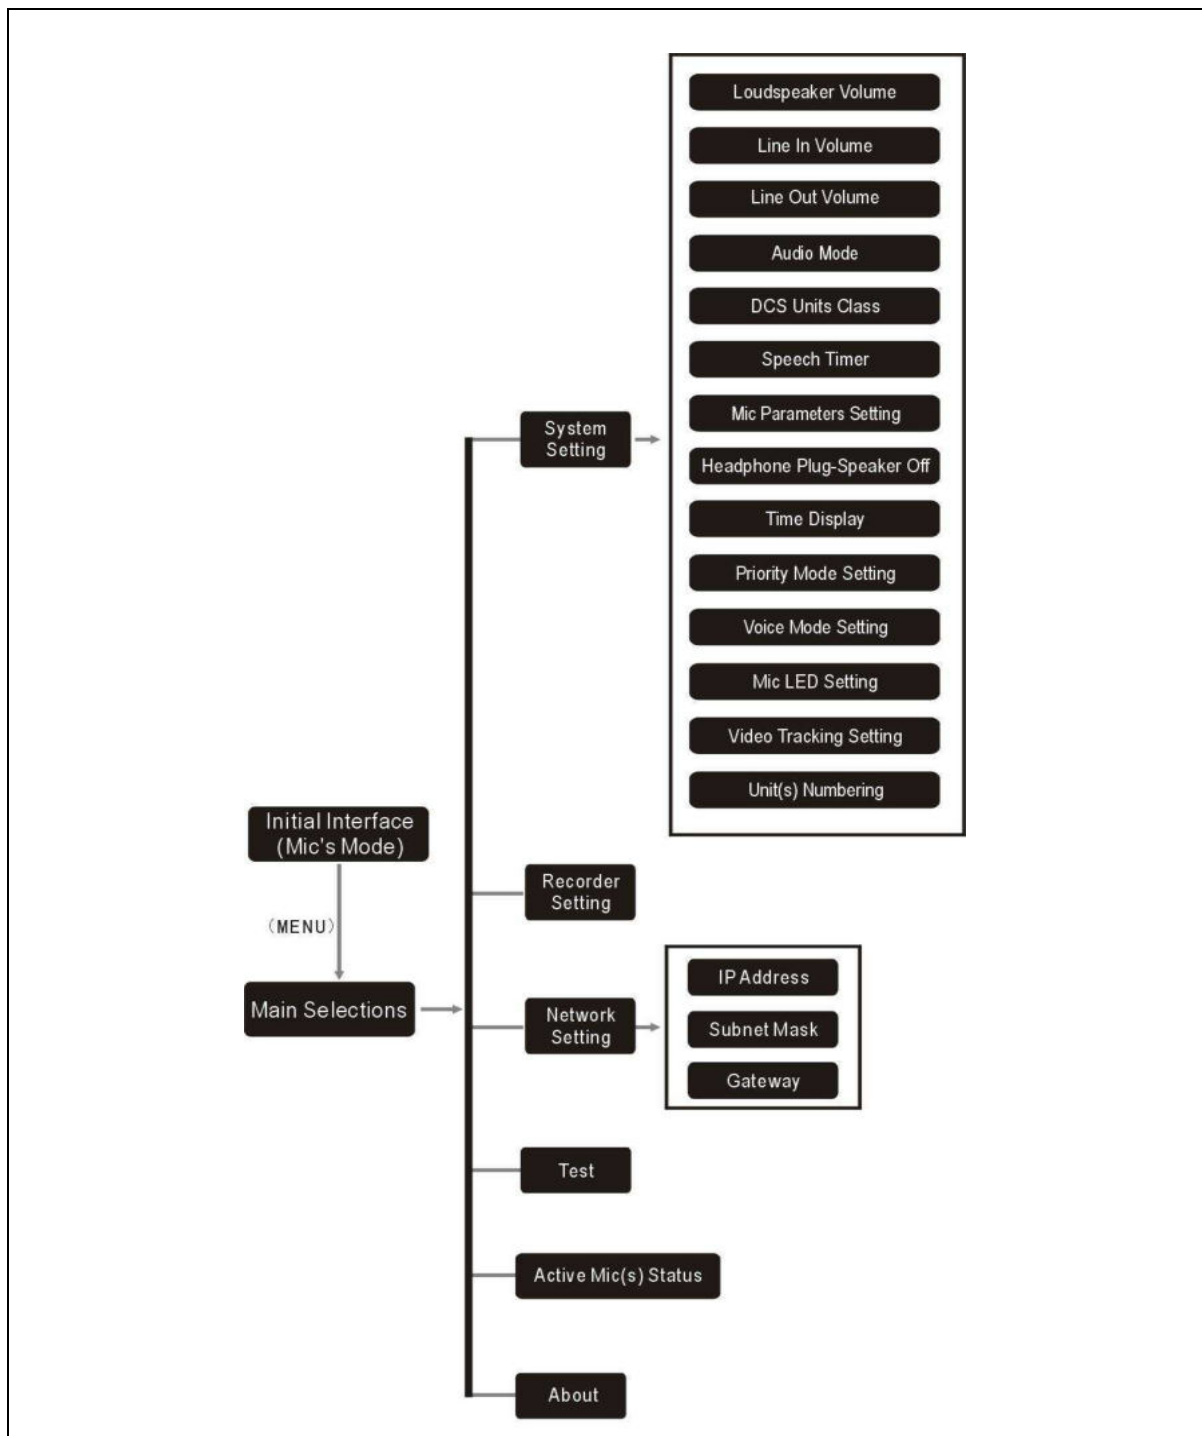 Loudspeaker Volume
Line In Volume
Line Out Volume
Audio Mode
DCS Units Class
Speech Timer
Mic Parameters Setting
Headphone Plug-Speaker Off
Time Display
Priority Mode Setting
Voice Mode Setting
Mic LED Setting
Video Tracking Setting
Unit(s) Numbering
System
Setting
Initial Interface
(Mic's Mode)
(MENU)
Main Selections
Recorder
Setting
Network
Setting
IP Address
Subnet Mask
Gateway
Test
Active Mic(s) Status
About